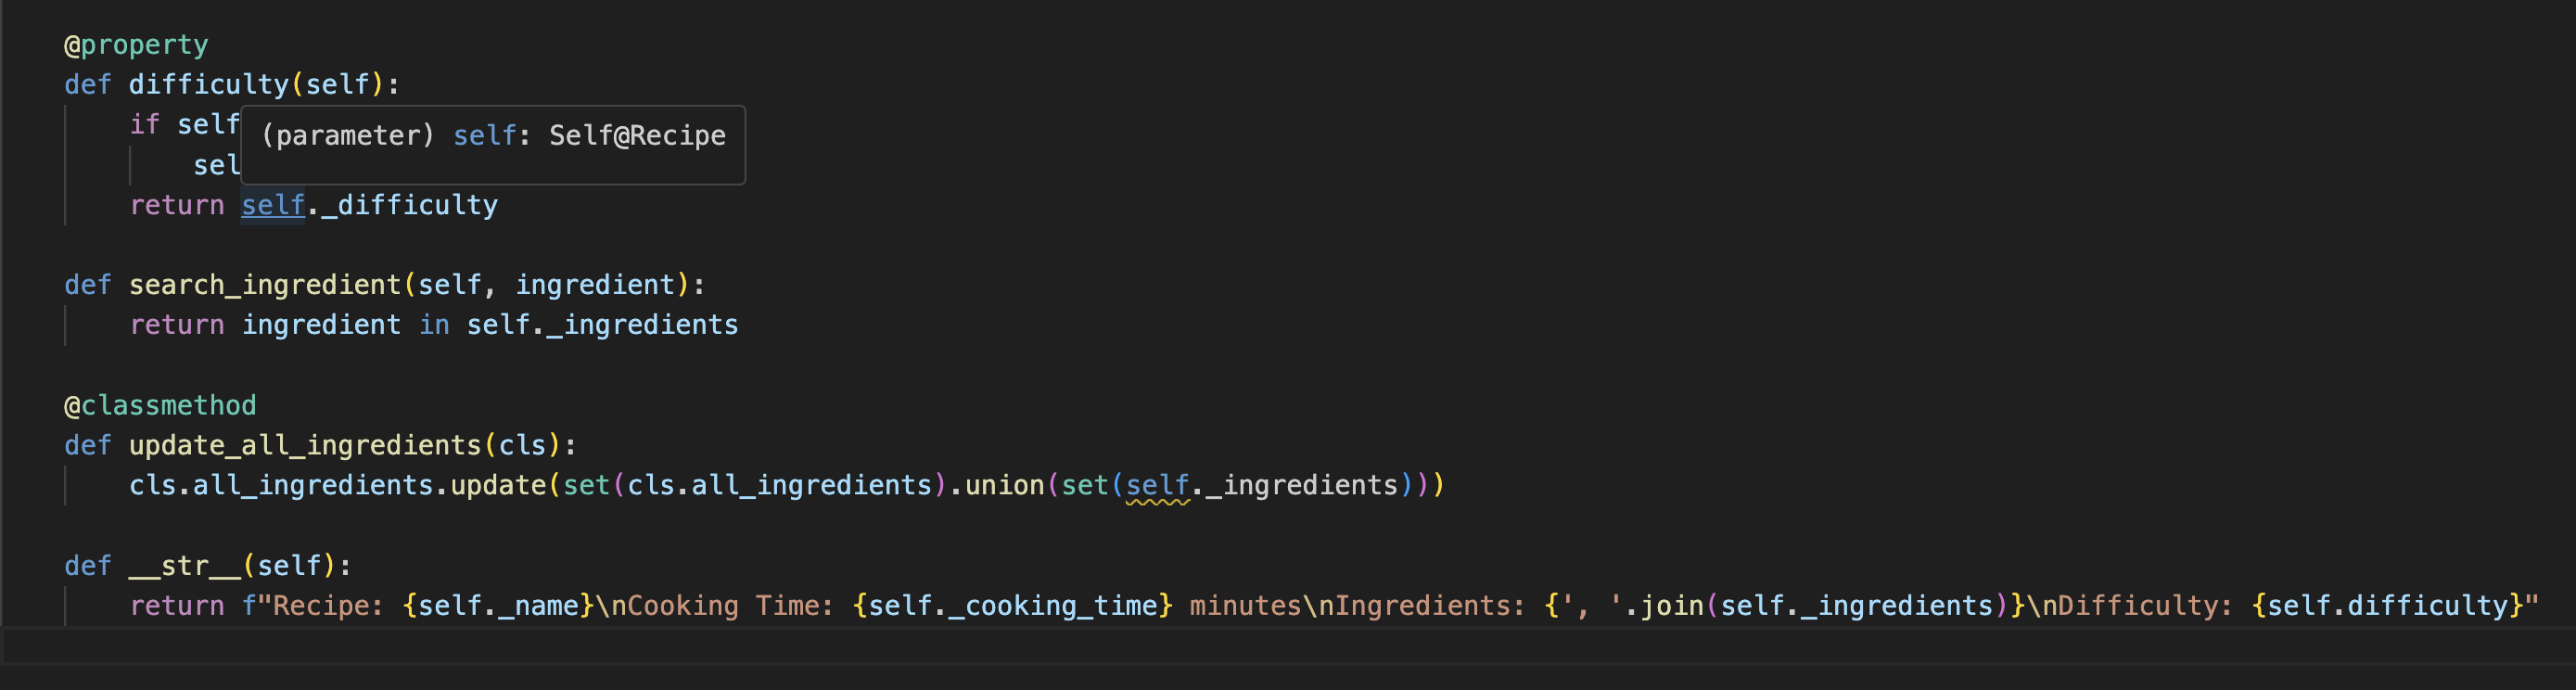 @property
def difficulty(self):
if self
(parameter) self: Self@Recipe
sel
return self._difficulty
def search_ingredient(self, ingredient):
return ingredient in self._ingredients
@classmethod
def update_all_ingredients(cls):
cls.all_ingredients.update(set(cls.all_ingredients).union(set(self._ingredients)))
def __str__(self):
return f"Recipe: {self._name}\nCooking Time: {self._cooking_time} minutes\nIngredients: {', '.join(self._ingredients)}\nDifficulty: {self.difficulty}"